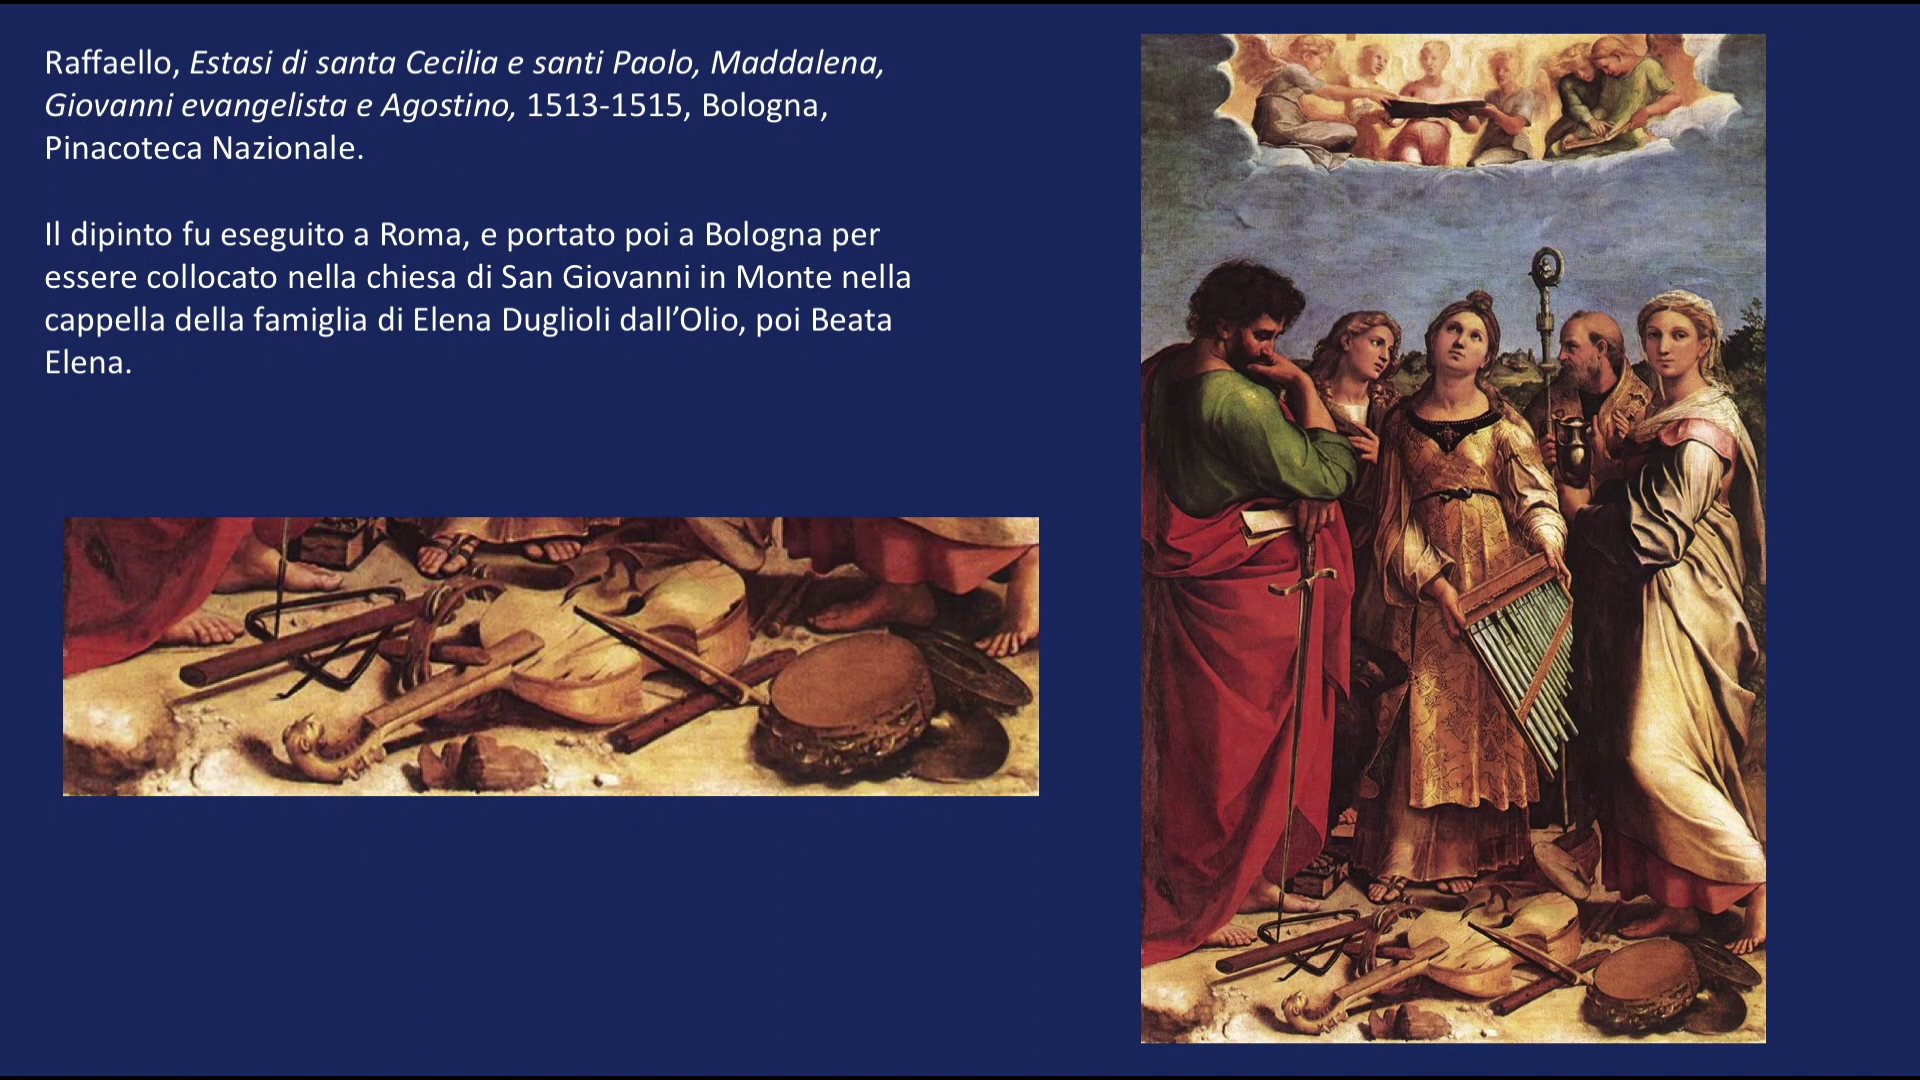 Raffaello, Estasi di santa Cecilia e santi Paolo, Maddalena,
Giovanni evangelista e Agostino, 1513-1515, Bologna,
Pinacoteca Nazionale.
Il dipinto fu eseguito a Roma, e portato poi a Bologna per
essere collocato nella chiesa di San Giovanni in Monte nella
cappella della famiglia di Elena Duglioli dall’Olio, poi Beata
Elena.